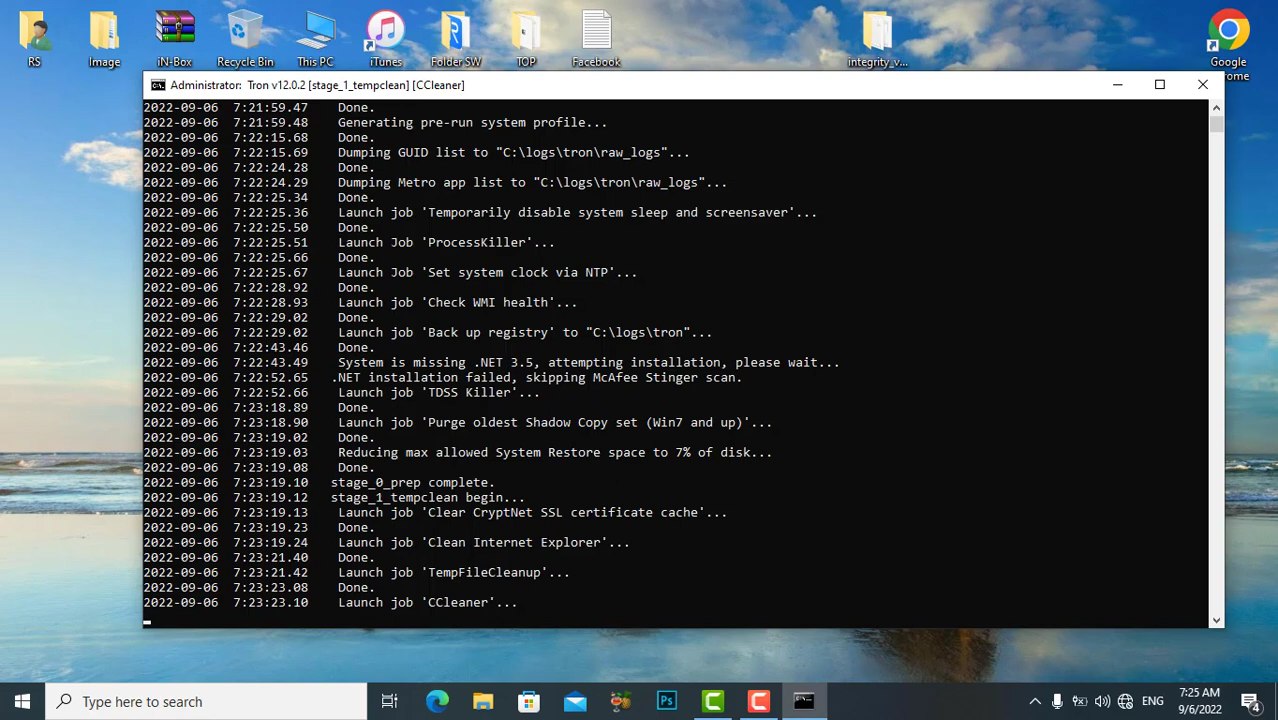 RS
Image
iN-Box
Recycle Bin
This PC
iTunes
Folder SW
TOP
Facebook
integrity_v...
Google
rome
Administrator: Tron v12.0.2 [stage_1_tempclean] [CCleaner]
2022-09-06 7:21:59.47 Done.
2022-09-06 7:21:59.48 Generating pre-run system profile...
2022-09-06 7:22:15.68 Done.
2022-09-06 7:22:15.69 Dumping GUID list to "C:\logs\tron\raw_logs"...
2022-09-06 7:22:24.28 Done.
2022-09-06 7:22:24.29 Dumping Metro app list to "C:\logs\tron\raw_logs"...
2022-09-06 7:22:25.34 Done.
2022-09-06 7:22:25.36 Launch job 'Temporarily disable system sleep and screensaver'...
2022-09-06 7:22:25.50 Done.
2022-09-06 7:22:25.51 Launch Job 'ProcessKiller'...
2022-09-06 7:22:25.66 Done.
2022-09-06 7:22:25.67 Launch Job 'Set system clock via NTP'...
2022-09-06 7:22:28.92 Done.
2022-09-06 7:22:28.93 Launch job 'Check WMI health'...
2022-09-06 7:22:29.02 Done.
2022-09-06 7:22:29.02 Launch job 'Back up registry' to "C:\logs\tron"...
2022-09-06 7:22:43.46 Done.
2022-09-06 7:22:43.49 System is missing .NET 3.5, attempting installation, please wait...
2022-09-06 7:22:52.65 .NET installation failed, skipping McAfee Stinger scan.
2022-09-06 7:22:52.66 Launch job 'TDSS Killer'...
2022-09-06 7:23:18.89 Done.
2022-09-06 7:23:18.90 Launch job 'Purge oldest Shadow Copy set (Win7 and up)'...
2022-09-06 7:23:19.02 Done.
2022-09-06 7:23:19.03 Reducing max allowed System Restore space to 7% of disk...
2022-09-06 7:23:19.08 Done.
2022-09-06 7:23:19.10 stage_0_prep complete.
2022-09-06 7:23:19.12 stage_1_tempclean begin...
2022-09-06 7:23:19.13 Launch job 'Clear CryptNet SSL certificate cache'...
2022-09-06 7:23:19.23 Done.
2022-09-06 7:23:19.24 Launch job 'Clean Internet Explorer'...
2022-09-06 7:23:21.40 Done.
2022-09-06 7:23:21.42 Launch job 'TempFileCleanup'...
2022-09-06 7:23:23.08 Done.
2022-09-06 7:23:23.10 Launch job 'CCleaner'...
Type here to search
Ps
ENG
7:25 AM
9/6/2022
4